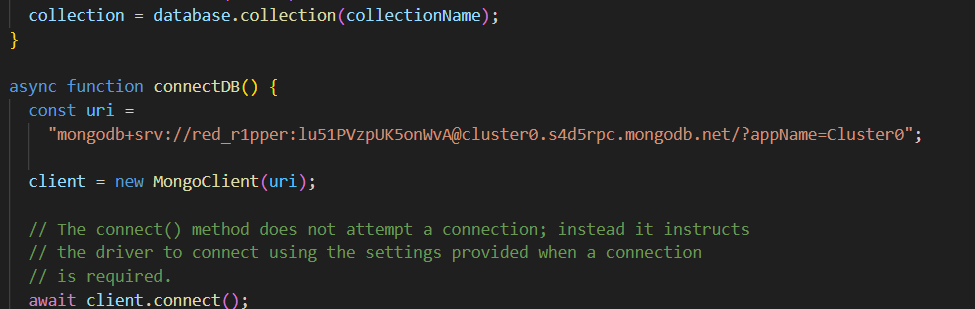 collection = database.collection(collectionName);
}
async function connectDB() {
const uri =
"mongodb+srv://red_r1pper:lu51PVzpUK5onWvA@cluster0.s4d5rpc.mongodb.net/?appName=Cluster0";
client = new MongoClient(uri);
// The connect() method does not attempt a connection; instead it instructs
// the driver to connect using the settings provided when a connection
// is required.
await client.connect();